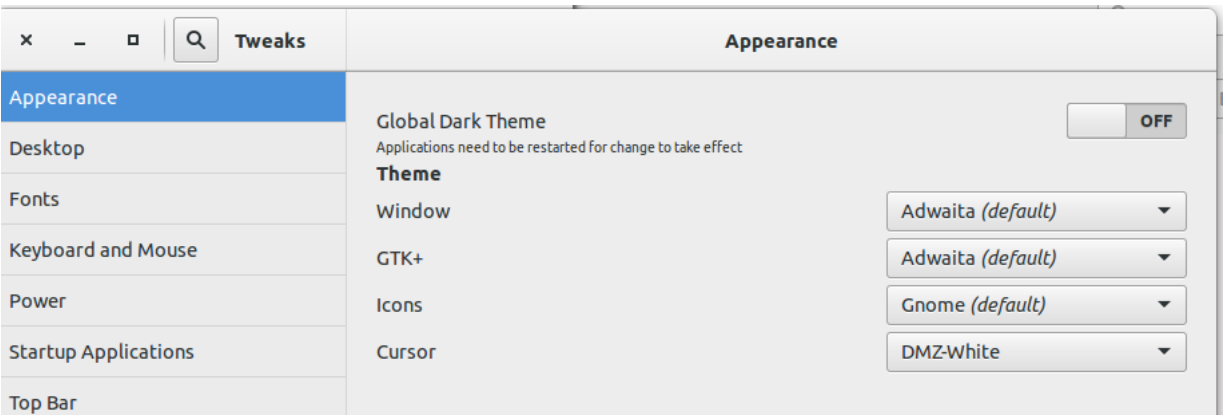 Tweaks
Appearance
Appearance
Desktop
Fonts
Keyboard and Mouse
Power
Startup Applications
Top Bar
Global Dark Theme
OFF
Applications need to be restarted for change to take effect
Theme
Window
Adwaita (default)
GTK+
Adwaita (default)
Icons
Gnome (default)
Cursor
DMZ-White